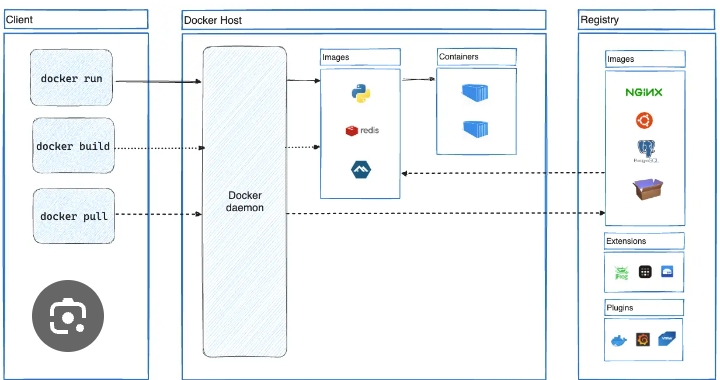 Client
docker run
docker build
docker pull
Docker Host
Docker
daemon
Images
redis
Containers
Registry
Images
NGINX
PostgreSQL
Extensions
Plugins